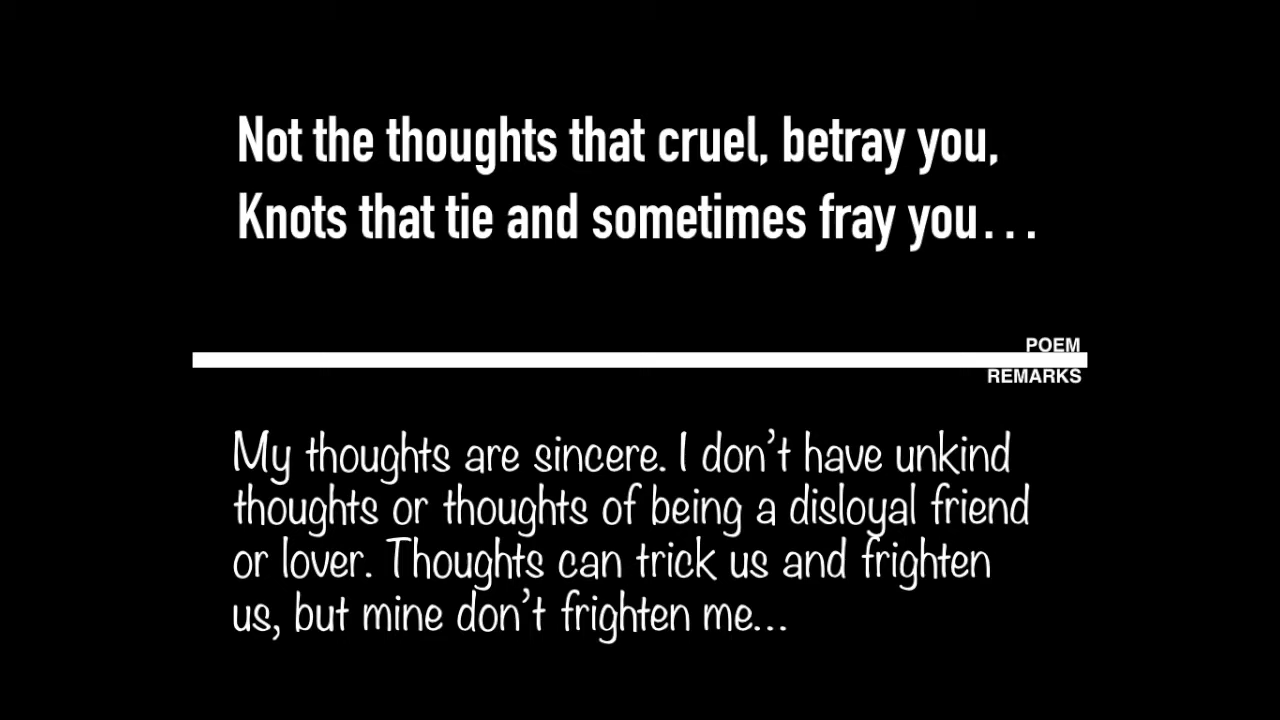 Not the thoughts that cruel, betray you,
Knots that tie and sometimes fray you...
POEM
REMARKS
My thoughts are sincere. I don't have unkind
thoughts or thoughts of being a disloyal friend
or lover. Thoughts can trick us and frighten
us, but mine don't frighten me...